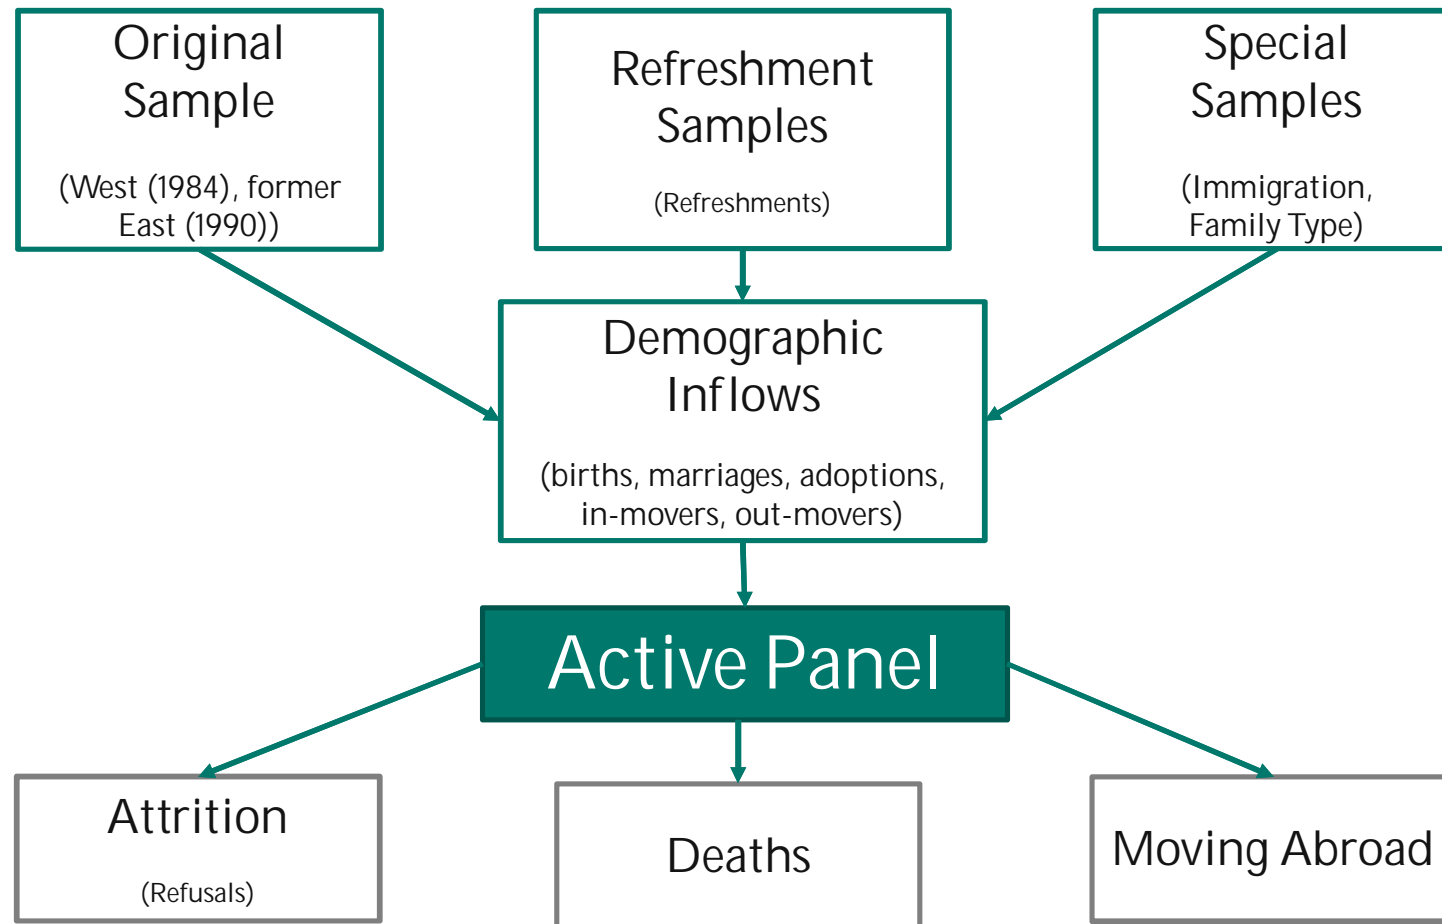 Original
Sample
(West (1984), former
East (1990))
Refreshment
Samples
(Refreshments)
Special
Samples
(Immigration,
Family Type)
Demographic
Inflows
(births, marriages, adoptions,
in-movers, out-movers)
Active Panel
Attrition
(Refusals)
Deaths
Moving Abroad